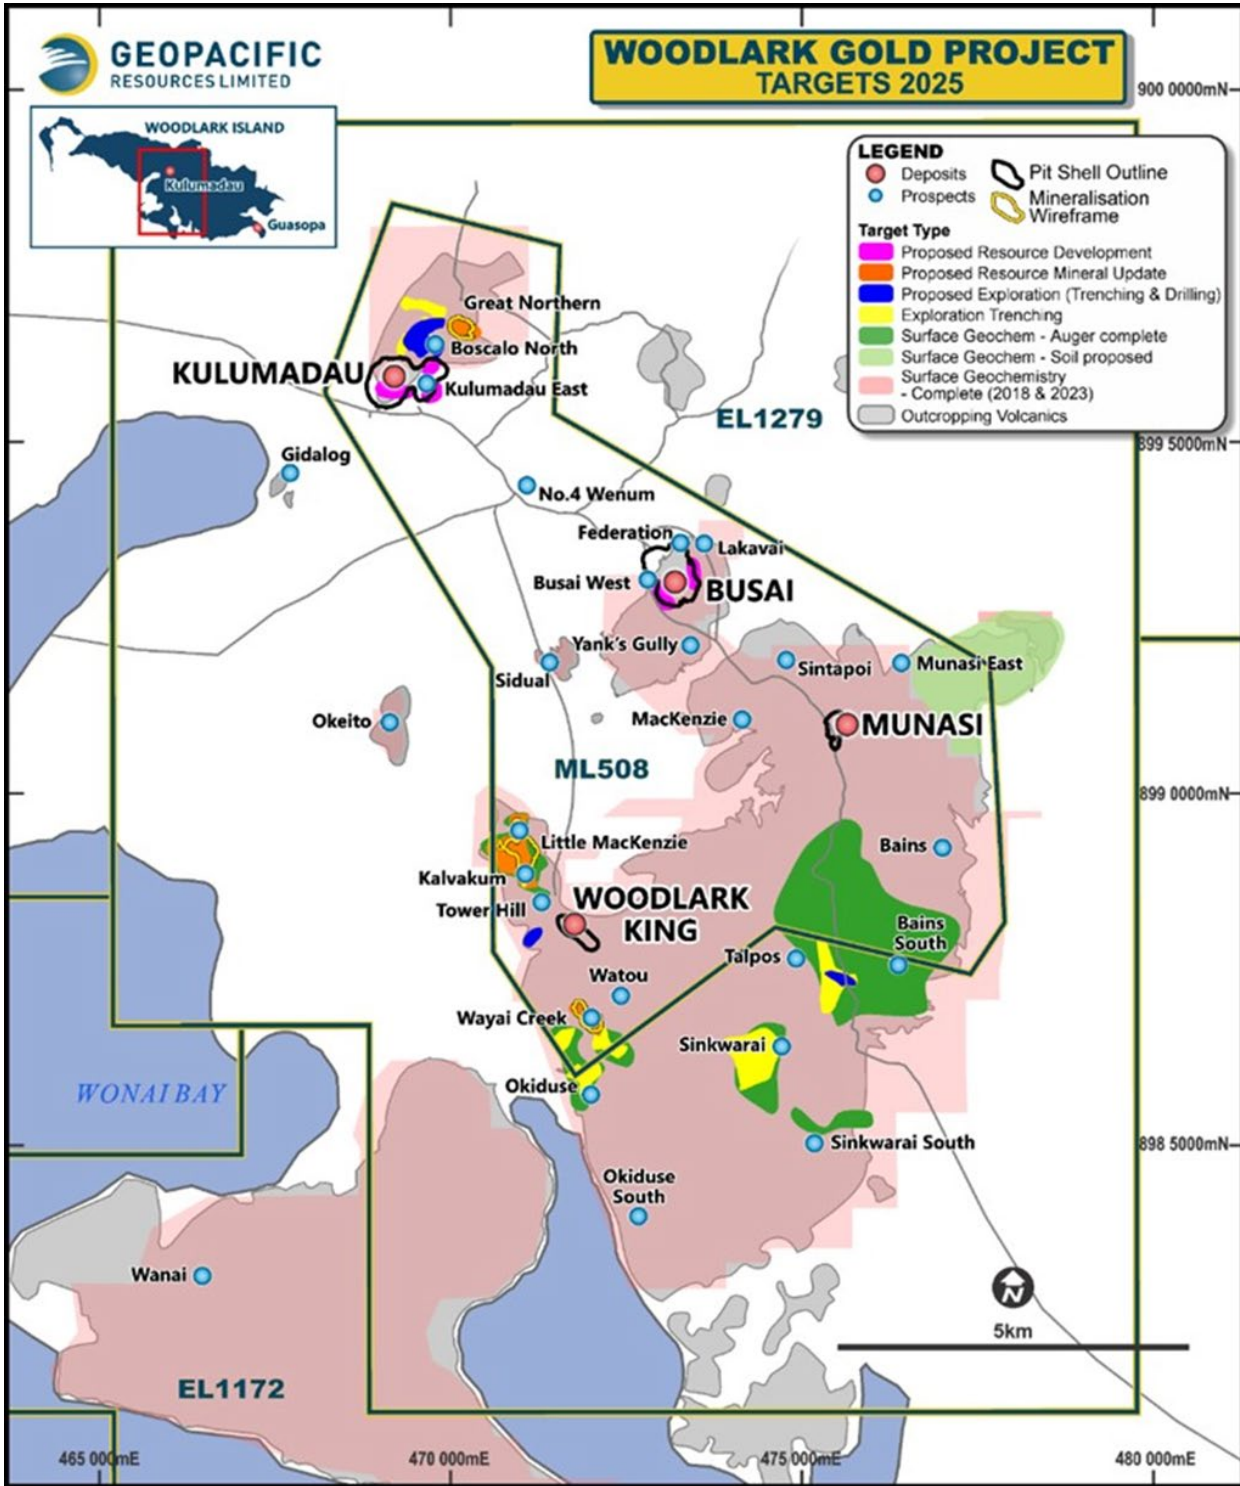 GEOPACIFIC
RESOURCES LIMITED
WOODLARK GOLD PROJECT
TARGETS 2025
900 0000mN
WOODLARK ISLAND
Kulumadau
Guasopa
LEGEND
Deposits
Prospects
Pit Shell Outline
Mineralisation
Wireframe
Target Type
Proposed Resource Development
Proposed Resource Mineral Update
Proposed Exploration (Trenching & Drilling)
Exploration Trenching
Surface Geochem - Auger complete
Surface Geochem - Soil proposed
Surface Geochemistry
- Complete (2018 & 2023)
Outcropping Volcanics
Great Northern
Boscalo North
KULUMADAU
Kulumadau East
EL1279
899 5000mN
Gidalog
No.4 Wenum
Federation
Lakavai
Busai West
BUSAI
Yank's Gully
Sintapoi
Munasi East
Sidual
Okeito
MacKenzie
MUNASI
ML508
899 0000mN
Little MacKenzie
Bains
Kalvakum
WOODLARK
KING
Tower Hill
Bains
South
Talpos
Watou
Wayai Creek
Sinkwarai
WONAI BAY
Okiduse
Sinkwarai South
898 5000mN
Okiduse
South
Wanai
N
5km
EL1172
465 000mE
470 000mE
475 000mE
480 000mE